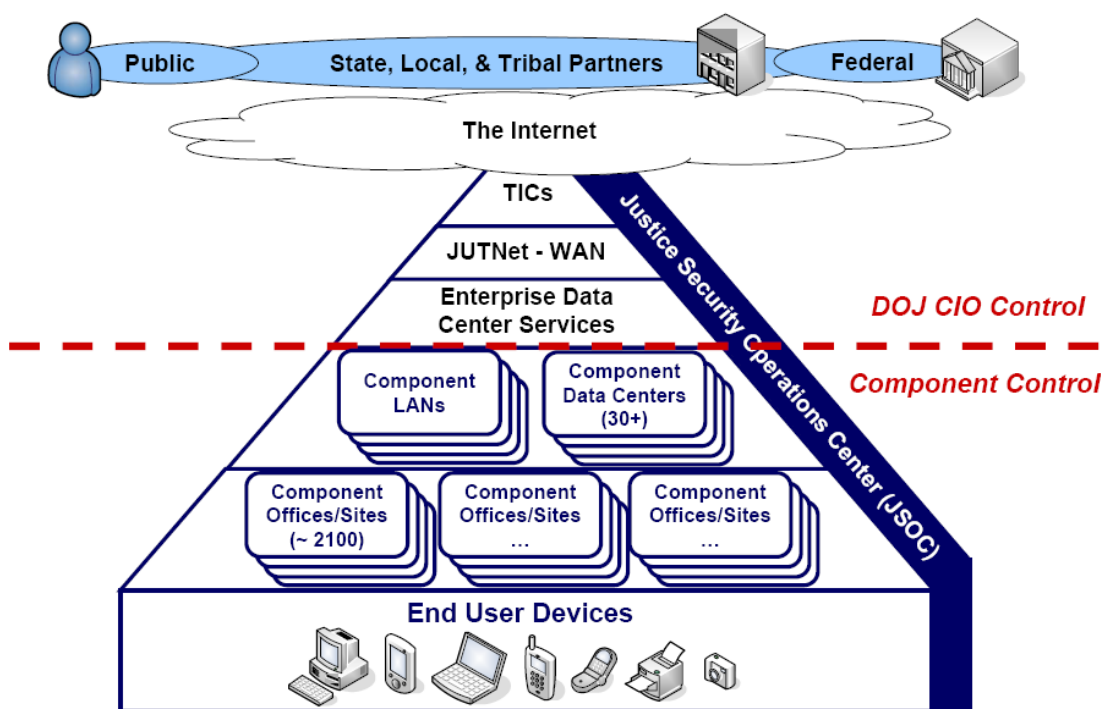 Public
State, Local, & Tribal Partners
Federal
The Internet
TICs
JUTNet - WAN
Enterprise Data
Center Services
Justice Security Operations Center (JSOC)
DOJ CIO Control
Component Control
Component
LANs
Component
Data Centers
(30+)
Component
Offices/Sites
(~ 2100)
Component
Offices/Sites
...
Component
Offices/Sites
...
End User Devices